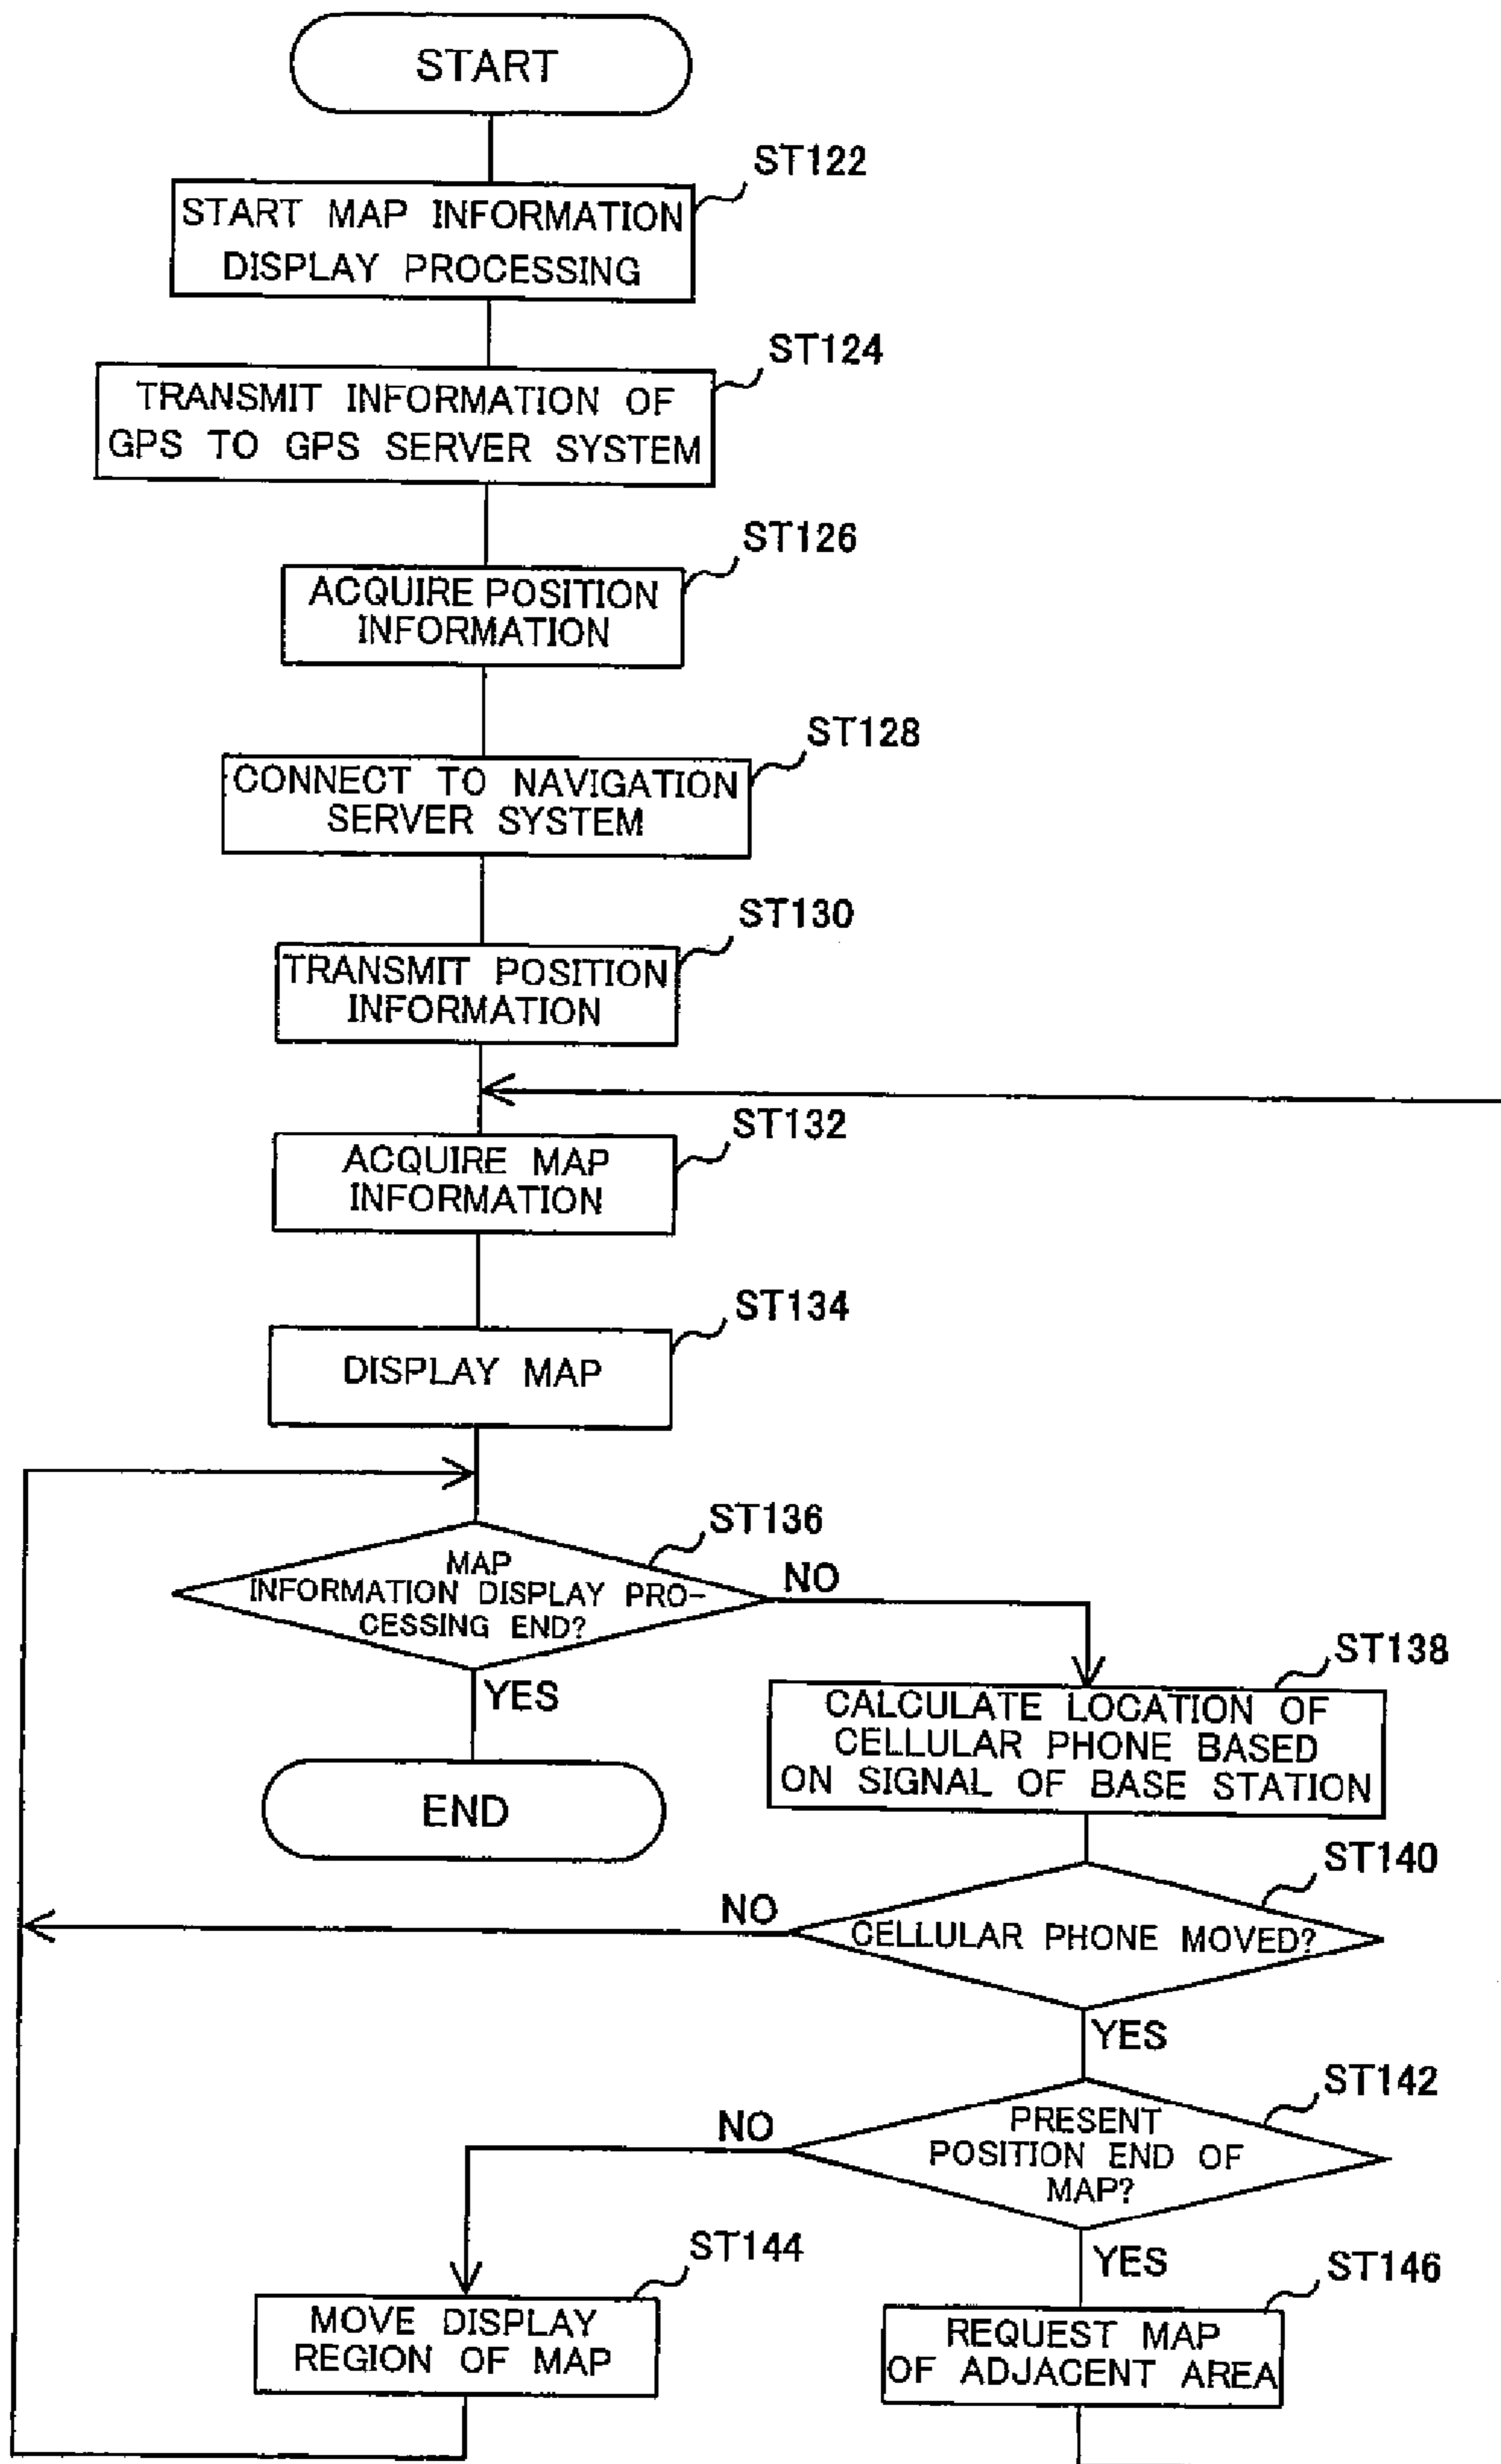 START
ST122
START MAP INFORMATION
DISPLAY PROCESSING
ST124
TRANSMIT INFORMATION OF
GPS TO GPS SERVER SYSTEM
ST126
ACQUIRE POSITION
INFORMATION
ST128
CONNECT TO NAVIGATION
SERVER SYSTEM
ST130
TRANSMIT POSITION
INFORMATION
ST132
ACQUIRE MAP
INFORMATION
ST134
DISPLAY MAP
ST136
MAP
INFORMATION DISPLAY PRO-
CESSING END?
NO
YES
END
ST138
CALCULATE LOCATION OF
CELLULAR PHONE BASED
ON SIGNAL OF BASE STATION
ST140
CELLULAR PHONE MOVED?
NO
YES
ST142
PRESENT
POSITION END OF
MAP?
NO
YES
ST144
MOVE DISPLAY
REGION OF MAP
ST146
REQUEST MAP
OF ADJACENT AREA